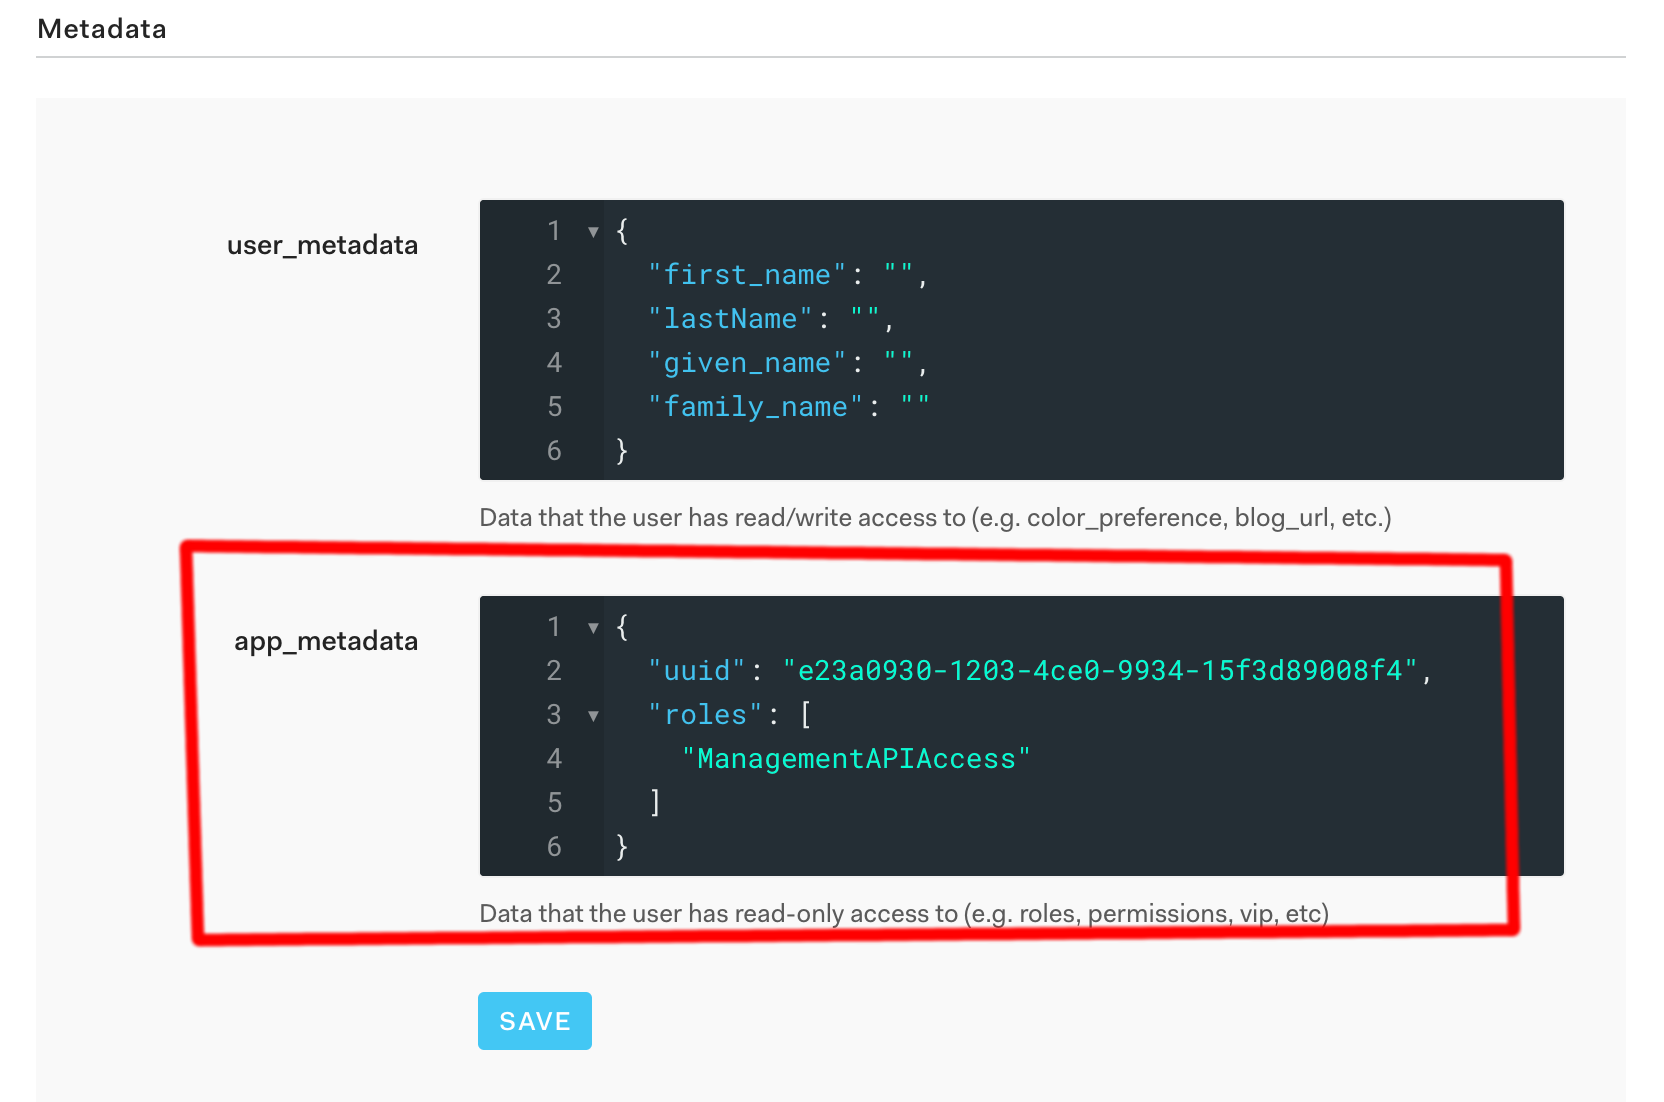 Metadata
user_metadata
1 ▼ {
2 "first_name": "",
3 "lastName": "",
4 "given_name": "",
5 "family_name": ""
6 }
Data that the user has read/write access to (e.g. color_preference, blog_url, etc.)
app_metadata
1 ▼ {
2 "uuid": "e23a0930-1203-4ce0-9934-15f3d89008f4",
3 ▼ "roles": [
4 "ManagementAPIAccess"
5 ]
6 }
Data that the user has read-only access to (e.g. roles, permissions, vip, etc)
SAVE